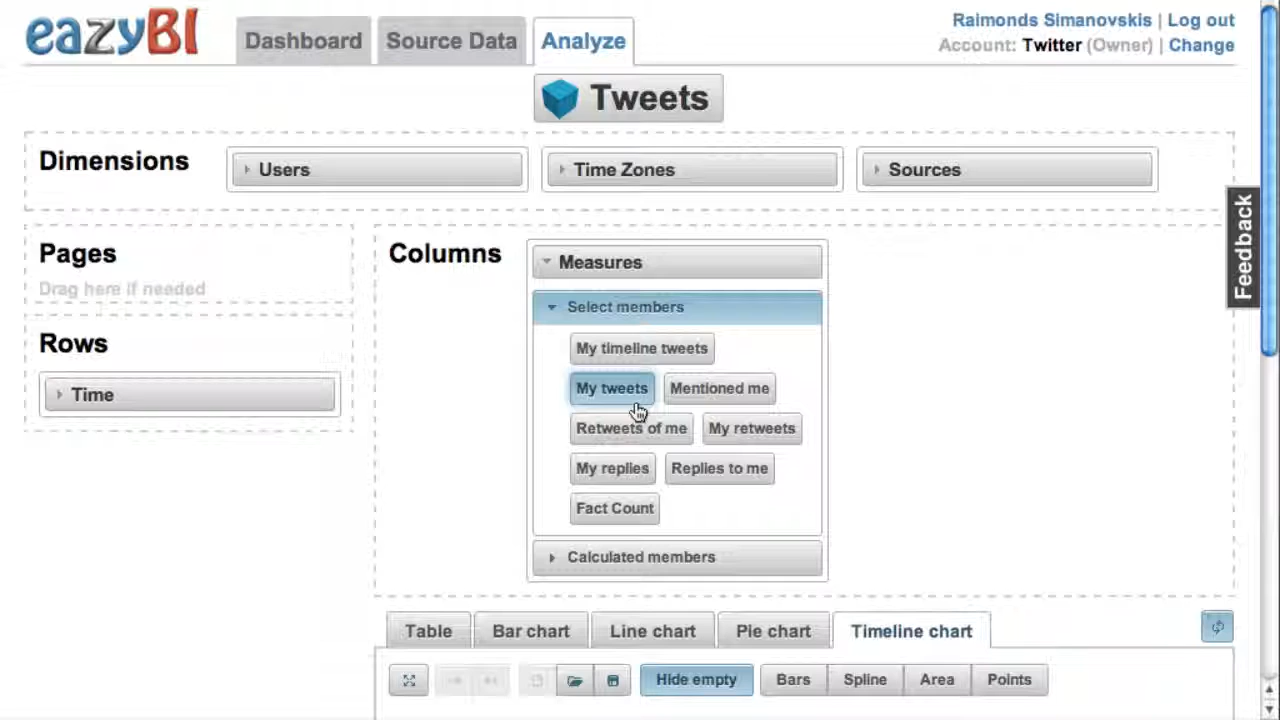 eazyBI
Dashboard
Source Data
Analyze
Raimonds Simanovskis | Log out
Account: Twitter (Owner) | Change
Tweets
Dimensions
Users
Time Zones
Sources
Feedback
Pages
Drag here if needed
Rows
Time
Columns
Measures
Select members
My timeline tweets
My tweets Mentioned me
Retweets of me My retweets
My replies Replies to me
Fact Count
Calculated members
Table Bar chart Line chart Pie chart Timeline chart
Hide empty Bars Spline Area Points